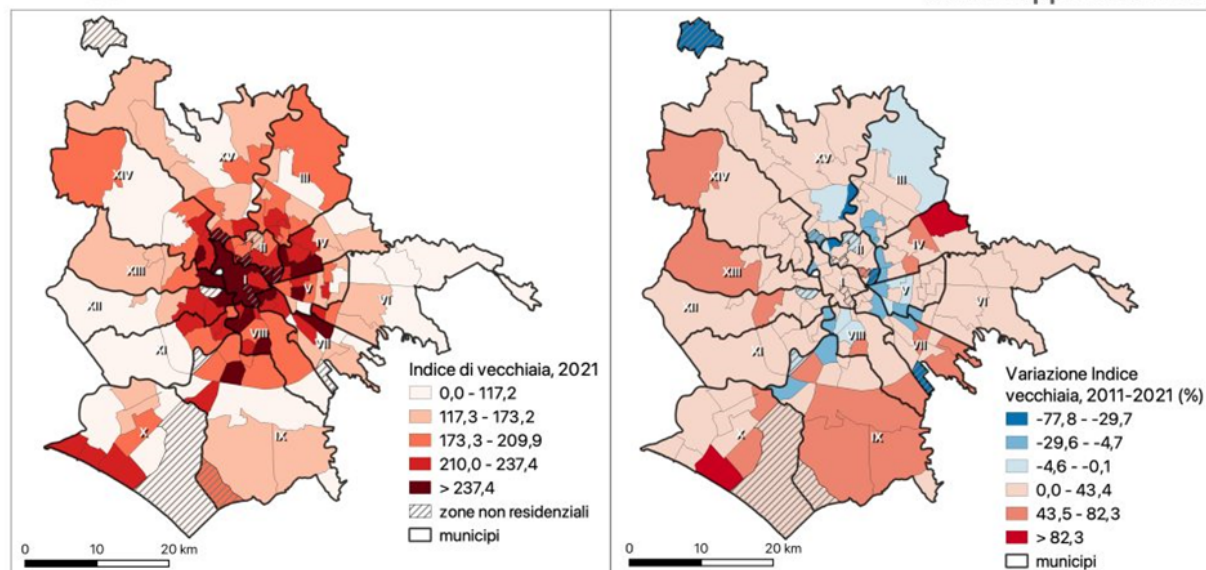 XV
III
XIV
II
IV
XIII
I
V
VI
XII
VIII
VII
XI
X
IX
Indice di vecchiaia, 2021
0,0 - 117,2
117,3 - 173,2
173,3 - 209,9
210,0 - 237,4
> 237,4
zone non residenziali
municipi
0 10 20 km
XV
III
XIV
II
IV
XIII
I
V
VI
XII
VIII
VII
XI
X
IX
Variazione Indice
vecchiaia, 2011-2021 (%)
-77,8 - -29,7
-29,6 - -4,7
-4,6 - -0,1
0,0 - 43,4
43,5 - 82,3
> 82,3
municipi
0 10 20 km